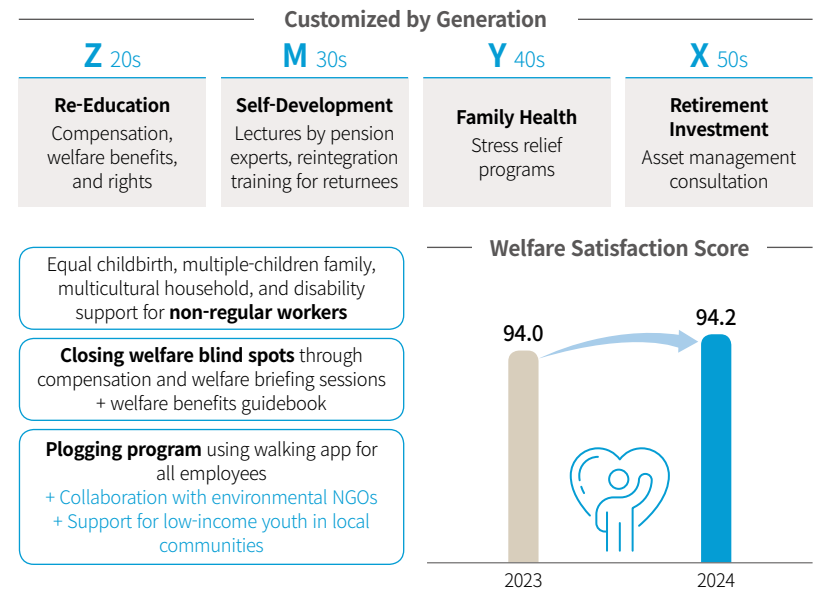 Customized by Generation
Z 20s
M 30s
Y 40s
X 50s
Re-Education
Compensation,
welfare benefits,
and rights
Self-Development
Lectures by pension
experts, reintegration
training for returnees
Family Health
Stress relief
programs
Retirement
Investment
Asset management
consultation
Equal childbirth, multiple-children family,
multicultural household, and disability
support for non-regular workers
Closing welfare blind spots through
compensation and welfare briefing sessions
+ welfare benefits guidebook
Plogging program using walking app for
all employees
+ Collaboration with environmental NGOs
+ Support for low-income youth in local
communities
Welfare Satisfaction Score
94.0
94.2
2023
2024